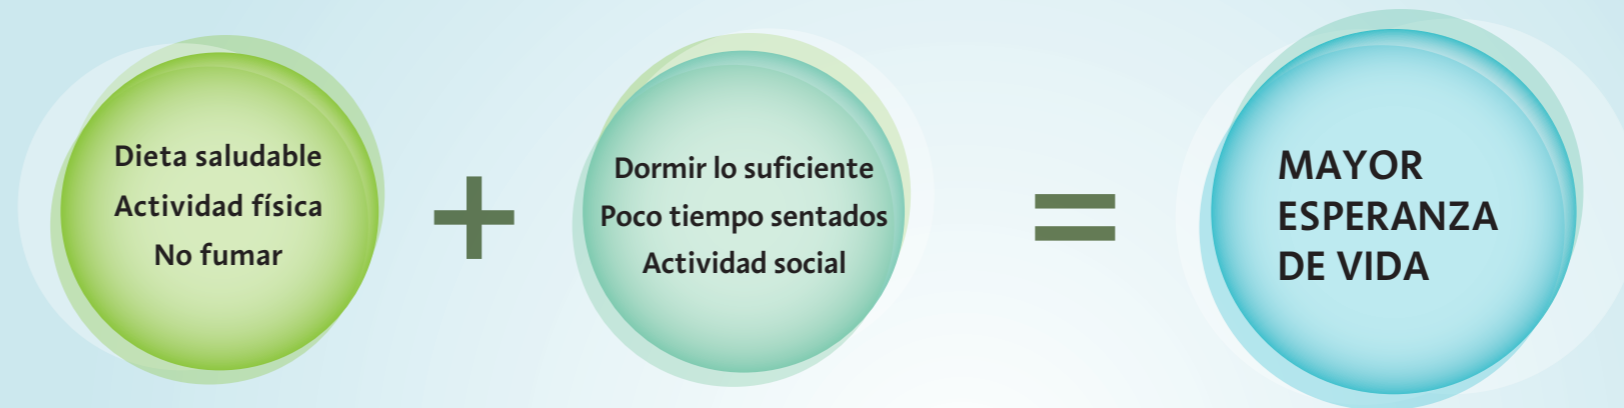 Dieta saludable
Actividad física
No fumar
+
Dormir lo suficiente
Poco tiempo sentados
Actividad social
=
MAYOR
ESPERANZA
DE VIDA